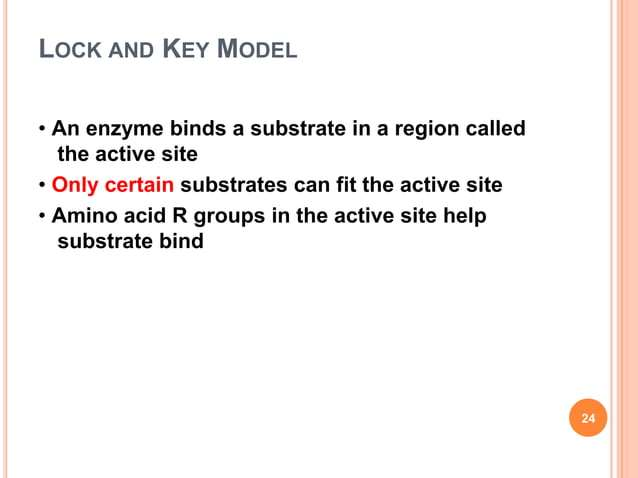 LOCK AND KEY MODEL
• An enzyme binds a substrate in a region called
the active site
• Only certain substrates can fit the active site
• Amino acid R groups in the active site help
substrate bind
24